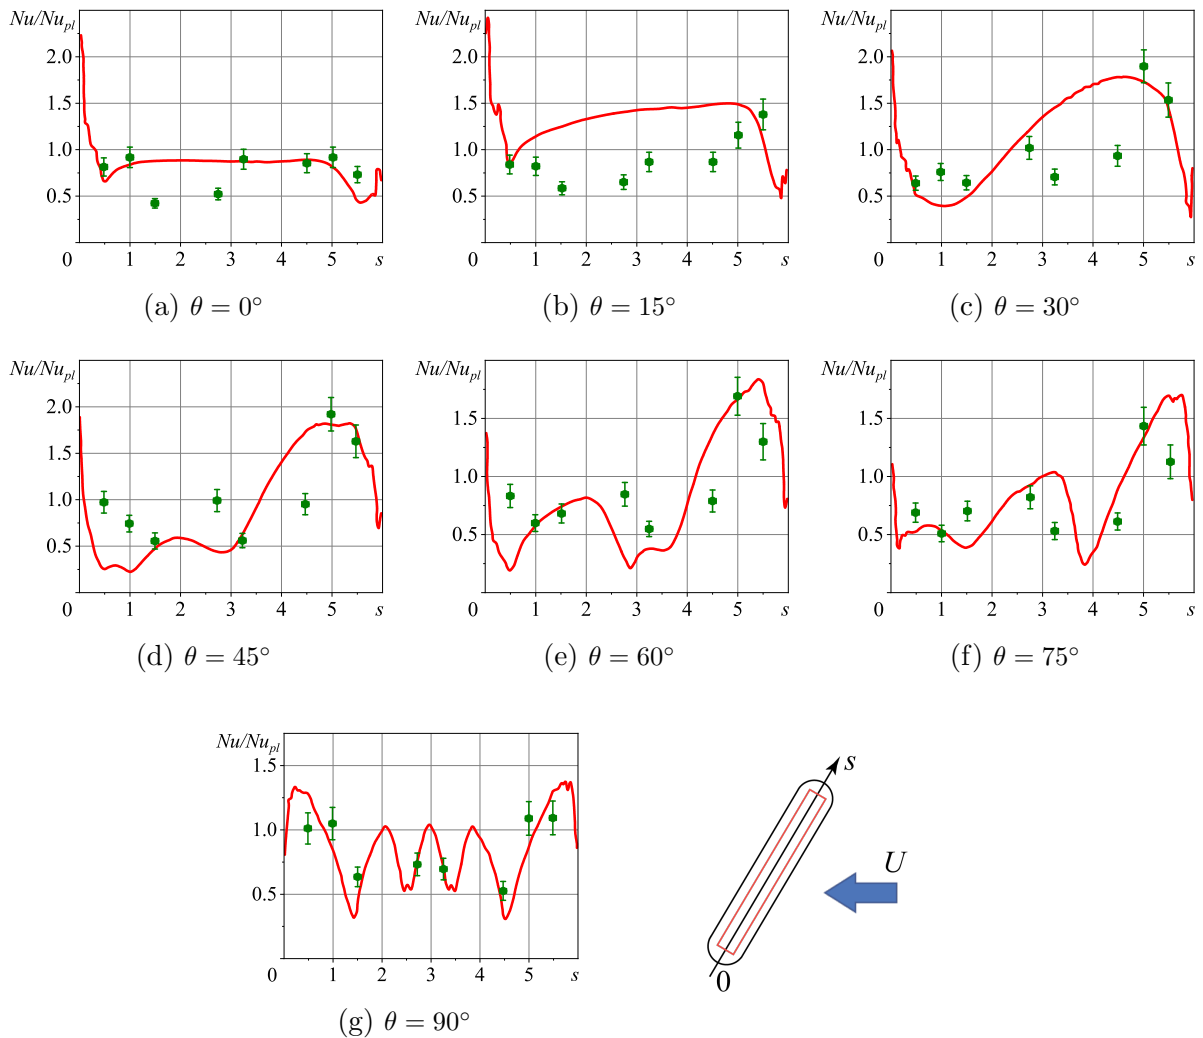 Nu/Nu_pl
2.0
1.5
1.0
0.5
0 1 2 3 4 5 s
(a) θ = 0°
Nu/Nu_pl
2.0
1.5
1.0
0.5
0 1 2 3 4 5 s
(b) θ = 15°
Nu/Nu_pl
2.0
1.5
1.0
0.5
0 1 2 3 4 5 s
(c) θ = 30°
Nu/Nu_pl
2.0
1.5
1.0
0.5
0 1 2 3 4 5 s
(d) θ = 45°
Nu/Nu_pl
1.5
1.0
0.5
0 1 2 3 4 5 s
(e) θ = 60°
Nu/Nu_pl
1.5
1.0
0.5
0 1 2 3 4 5 s
(f) θ = 75°
Nu/Nu_pl
1.5
1.0
0.5
0 1 2 3 4 5 s
(g) θ = 90°
s
U
0